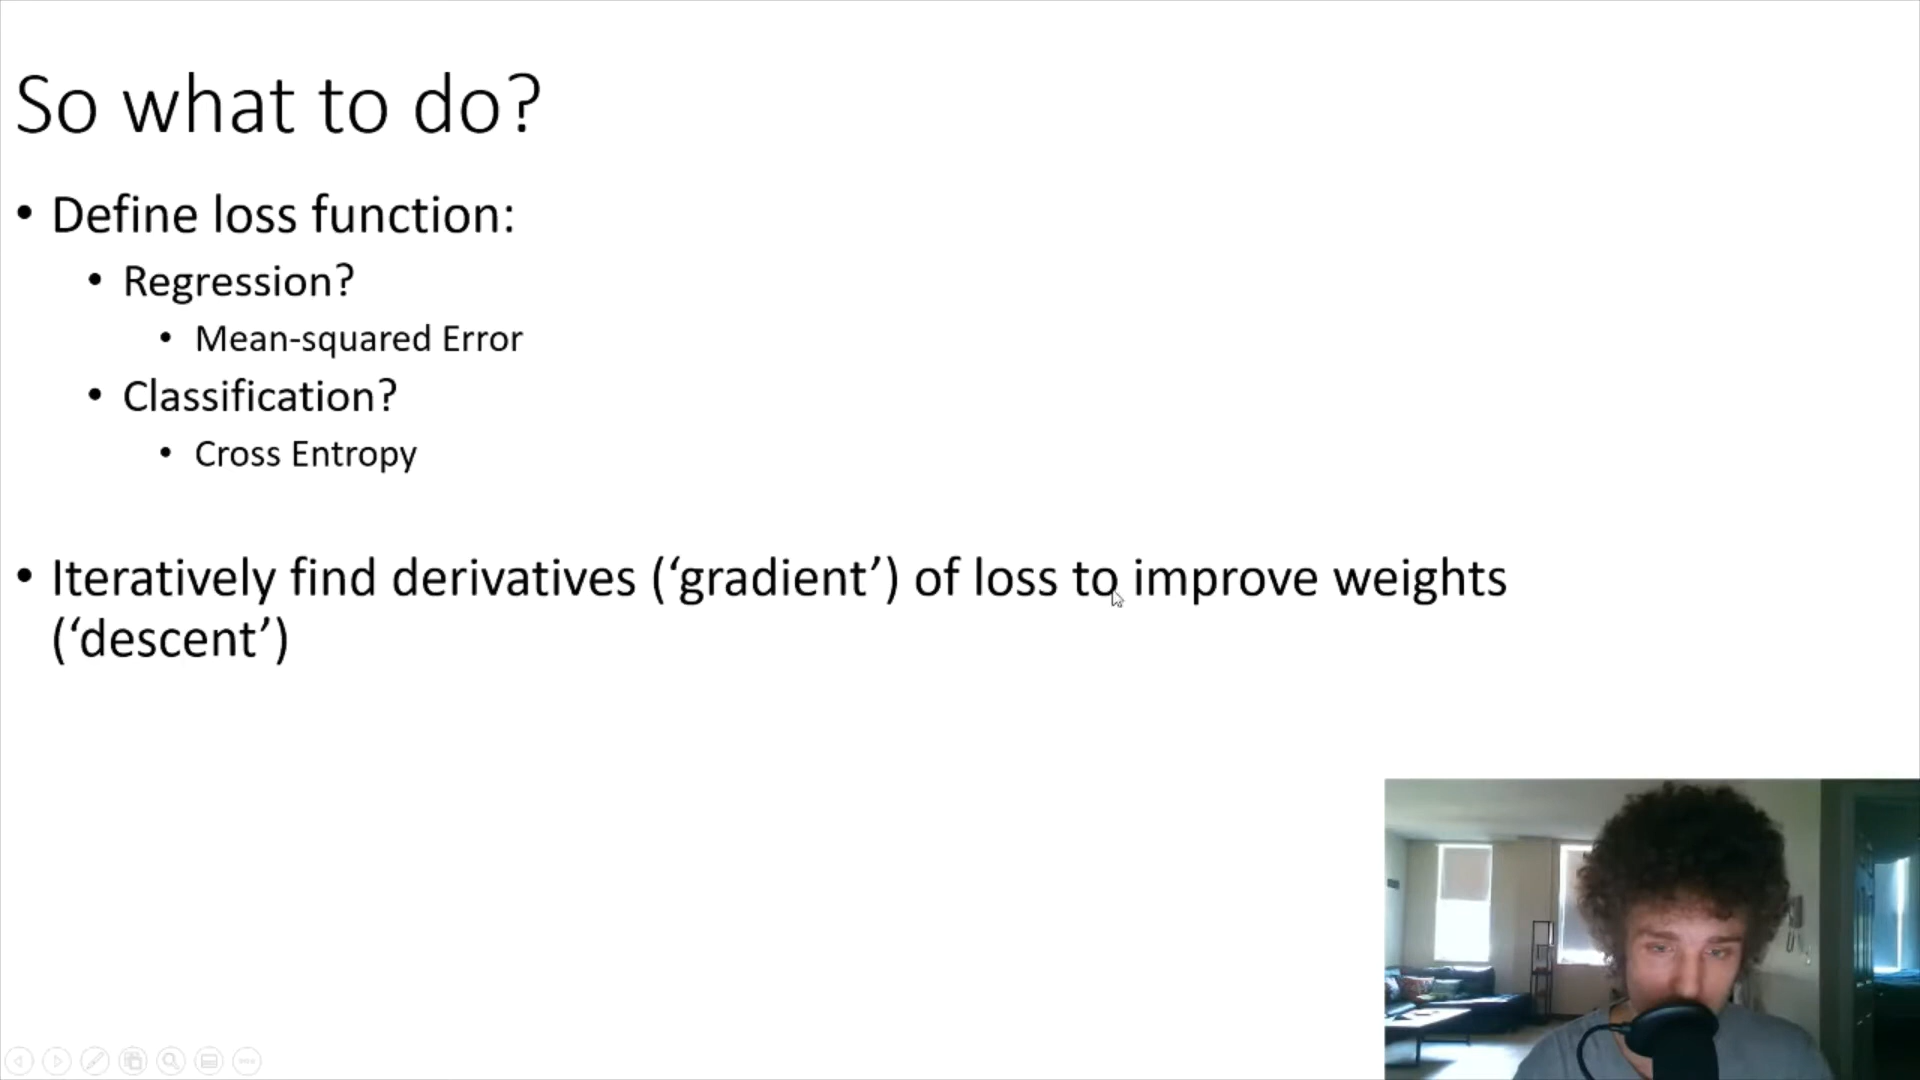 So what to do?
• Define loss function:
• Regression?
• Mean-squared Error
• Classification?
• Cross Entropy
• Iteratively find derivatives (‘gradient’) of loss to improve weights
(‘descent’)